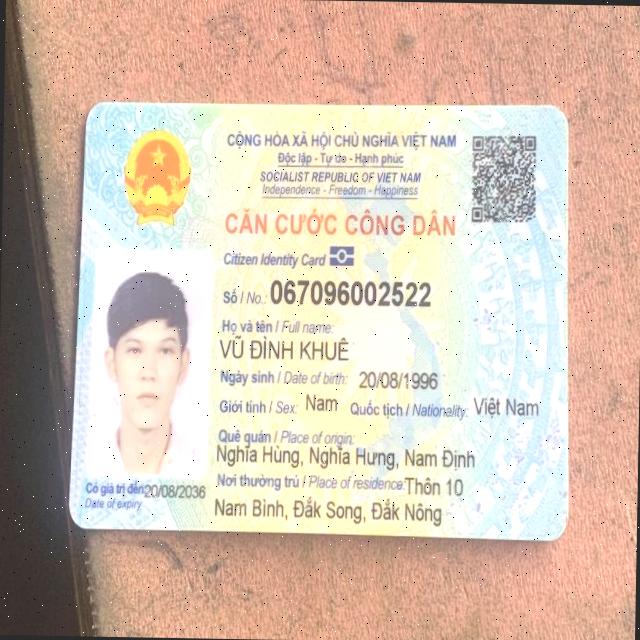 CỘNG HÒA XÃ HỘI CHỦ NGHĨA VIỆT NAM
Độc lập - Tự do - Hạnh phúc
SOCIALIST REPUBLIC OF VIET NAM
Independence - Freedom - Happiness
CĂN CƯỚC CÔNG DÂN
Citizen Identity Card
Số / No.: 067096002522
Họ và tên / Full name:
VŨ ĐÌNH KHUÊ
Ngày sinh / Date of birth: 20/08/1996
Giới tính / Sex: Nam Quốc tịch / Nationality: Việt Nam
Quê quán / Place of origin:
Nghĩa Hùng, Nghĩa Hưng, Nam Định
Nơi thường trú / Place of residence: Thôn 10
Nam Bình, Đắk Song, Đắk Nông
Có giá trị đến: 20/08/2036
Date of expiry